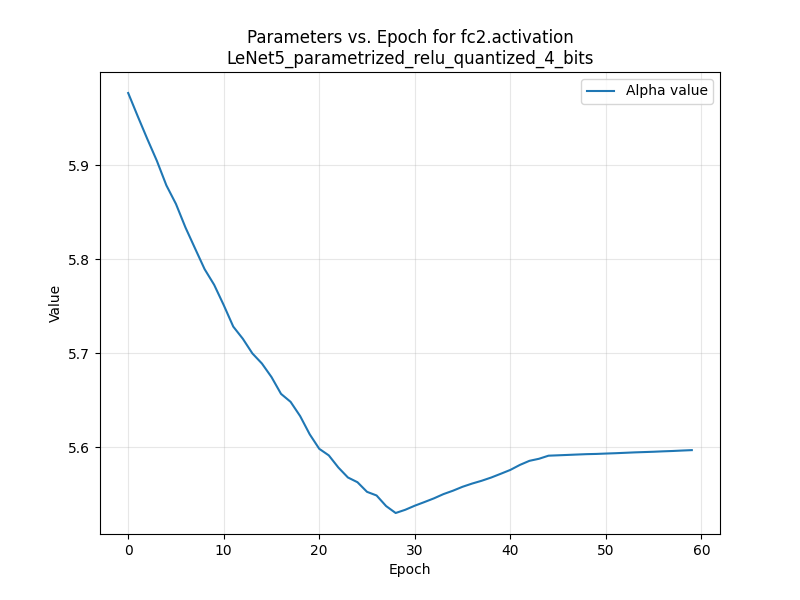 Parameters vs. Epoch for fc2.activation
LeNet5_parametrized_relu_quantized_4_bits
Alpha value
5.9
5.8
5.7
5.6
Value
0 10 20 30 40 50 60
Epoch